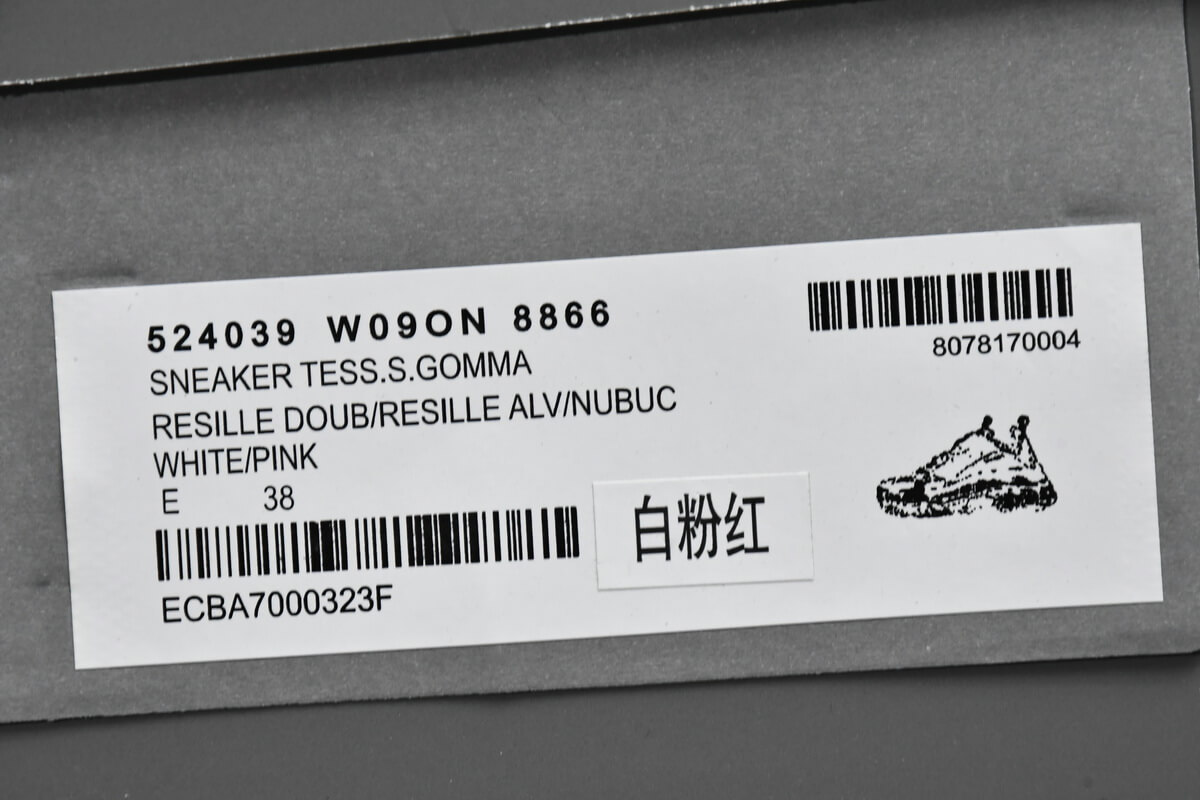 524039 W09ON 8866
SNEAKER TESS.S.GOMMA
RESILLE DOUB/RESILLE ALV/NUBUC
WHITE/PINK
E 38
ECBA7000323F
8078170004
白粉红